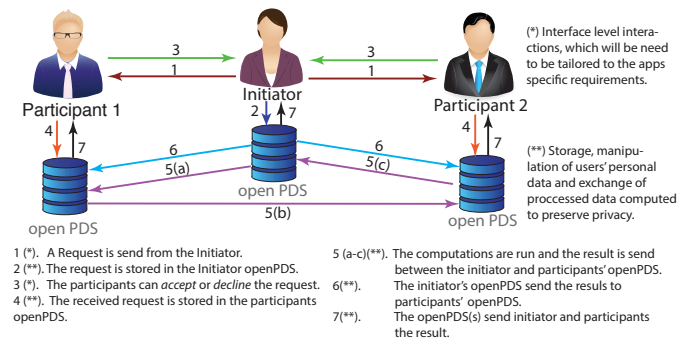 3
1
3
1
(*) Interface level intera-
ctions, which will be need
to be tailored to the apps
specific requirements.
Participant 1
Initiator
Participant 2
4
7
2
7
4
7
6
5(a)
6
5(c)
5(b)
open PDS
open PDS
open PDS
(**) Storage, manipu-
lation of users' personal
data and exchange of
proccessed data computed
to preserve privacy.
1 (*). A Request is send from the Initiator.
2 (**). The request is stored in the Initiator openPDS.
3 (*). The participants can accept or decline the request.
4 (**). The received request is stored in the participants
openPDS.
5 (a-c)(**). The computations are run and the result is send
between the initiator and participants' openPDS.
6(**). The initiator's openPDS send the resuls to
participants' openPDS.
7(**). The openPDS(s) send initiator and participants
the result.